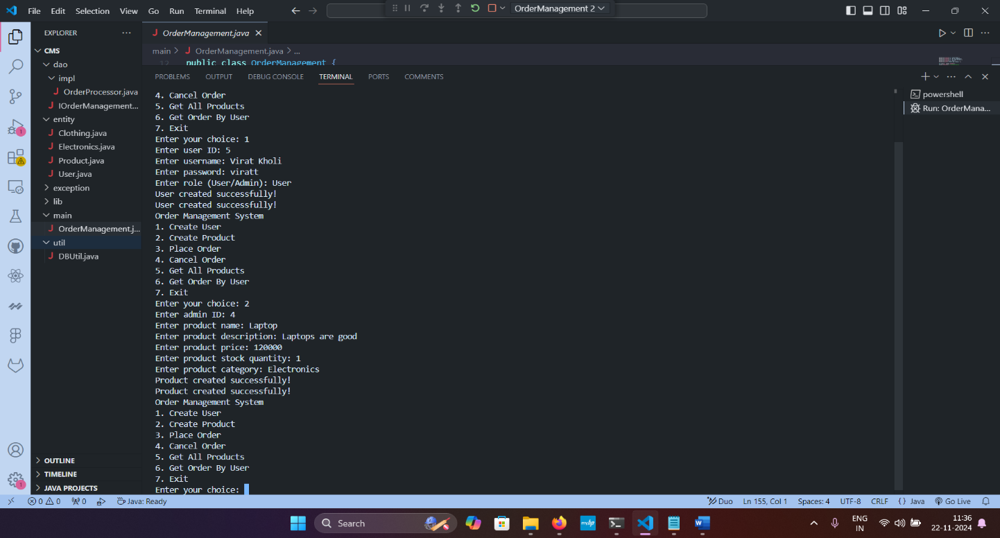 File Edit Selection View Go Run Terminal Help
OrderManagement 2
EXPLORER
CMS
dao
impl
OrderProcessor.java
IOrderManagement...
entity
Clothing.java
Electronics.java
Product.java
User.java
exception
lib
main
OrderManagement.j...
util
DBUtil.java
OUTLINE
TIMELINE
JAVA PROJECTS
OrderManagement.java
main > OrderManagement.java > ...
12 public class OrderManagement {
PROBLEMS OUTPUT DEBUG CONSOLE TERMINAL PORTS COMMENTS
4. Cancel Order
5. Get All Products
6. Get Order By User
7. Exit
Enter your choice: 1
Enter user ID: 5
Enter username: Virat Kholi
Enter password: viratt
Enter role (User/Admin): User
User created successfully!
User created successfully!
Order Management System
1. Create User
2. Create Product
3. Place Order
4. Cancel Order
5. Get All Products
6. Get Order By User
7. Exit
Enter your choice: 2
Enter admin ID: 4
Enter product name: Laptop
Enter product description: Laptops are good
Enter product price: 120000
Enter product stock quantity: 1
Enter product category: Electronics
Product created successfully!
Product created successfully!
Order Management System
1. Create User
2. Create Product
3. Place Order
4. Cancel Order
5. Get All Products
6. Get Order By User
7. Exit
Enter your choice:
powershell
Run: OrderMana...
1
1
0 0 0 Java: Ready Duo Ln 155, Col 1 Spaces: 4 UTF-8 CRLF {} Java Go Live
Search
myhp
W
ENG
IN
11:36
22-11-2024